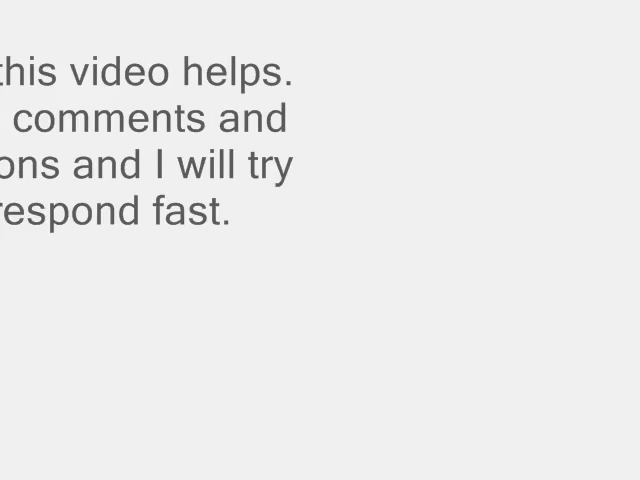 this video helps.
comments and
ons and I will try
respond fast.